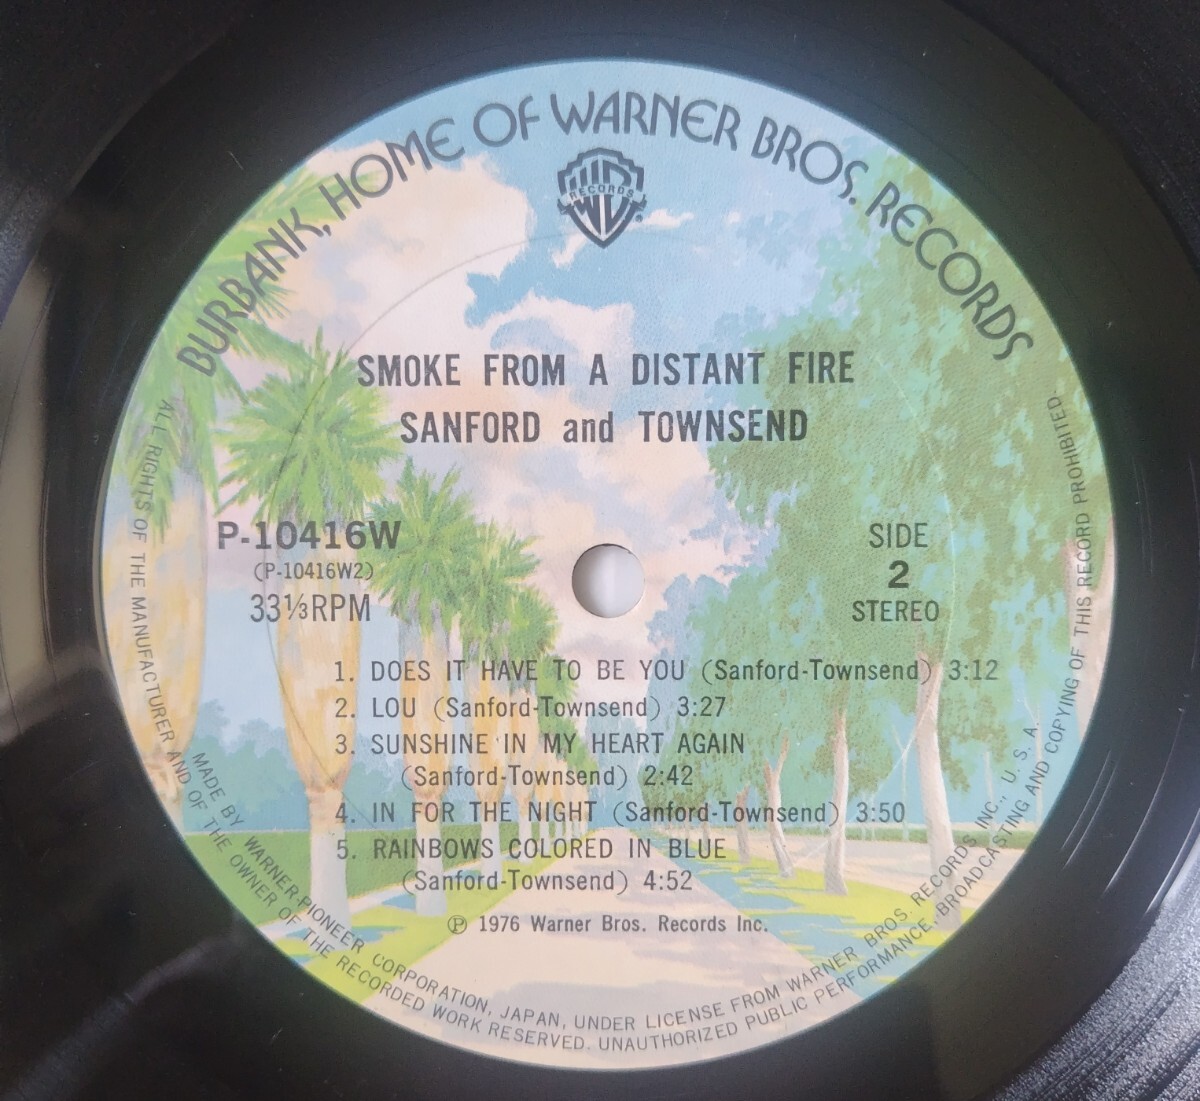 BURBANK, HOME OF WARNER BROS. RECORDS
WB
RECORDS
®
SMOKE FROM A DISTANT FIRE
SANFORD and TOWNSEND
P-10416W
(P-10416W2)
33⅓RPM
SIDE
2
STEREO
1. DOES IT HAVE TO BE YOU (Sanford-Townsend) 3:12
2. LOU (Sanford-Townsend) 3:27
3. SUNSHINE IN MY HEART AGAIN
(Sanford-Townsend) 2:42
4. IN FOR THE NIGHT (Sanford-Townsend) 3:50
5. RAINBOWS COLORED IN BLUE
(Sanford-Townsend) 4:52
℗ 1976 Warner Bros. Records Inc.
MADE BY WARNER-PIONEER CORPORATION, JAPAN, UNDER LICENSE FROM WARNER BROS. RECORDS INC., U. S. A.
ALL RIGHTS OF THE MANUFACTURER AND OF THE OWNER OF THE RECORDED WORK RESERVED. UNAUTHORIZED PUBLIC PERFORMANCE, BROADCASTING AND COPYING OF THIS RECORD PROHIBITED